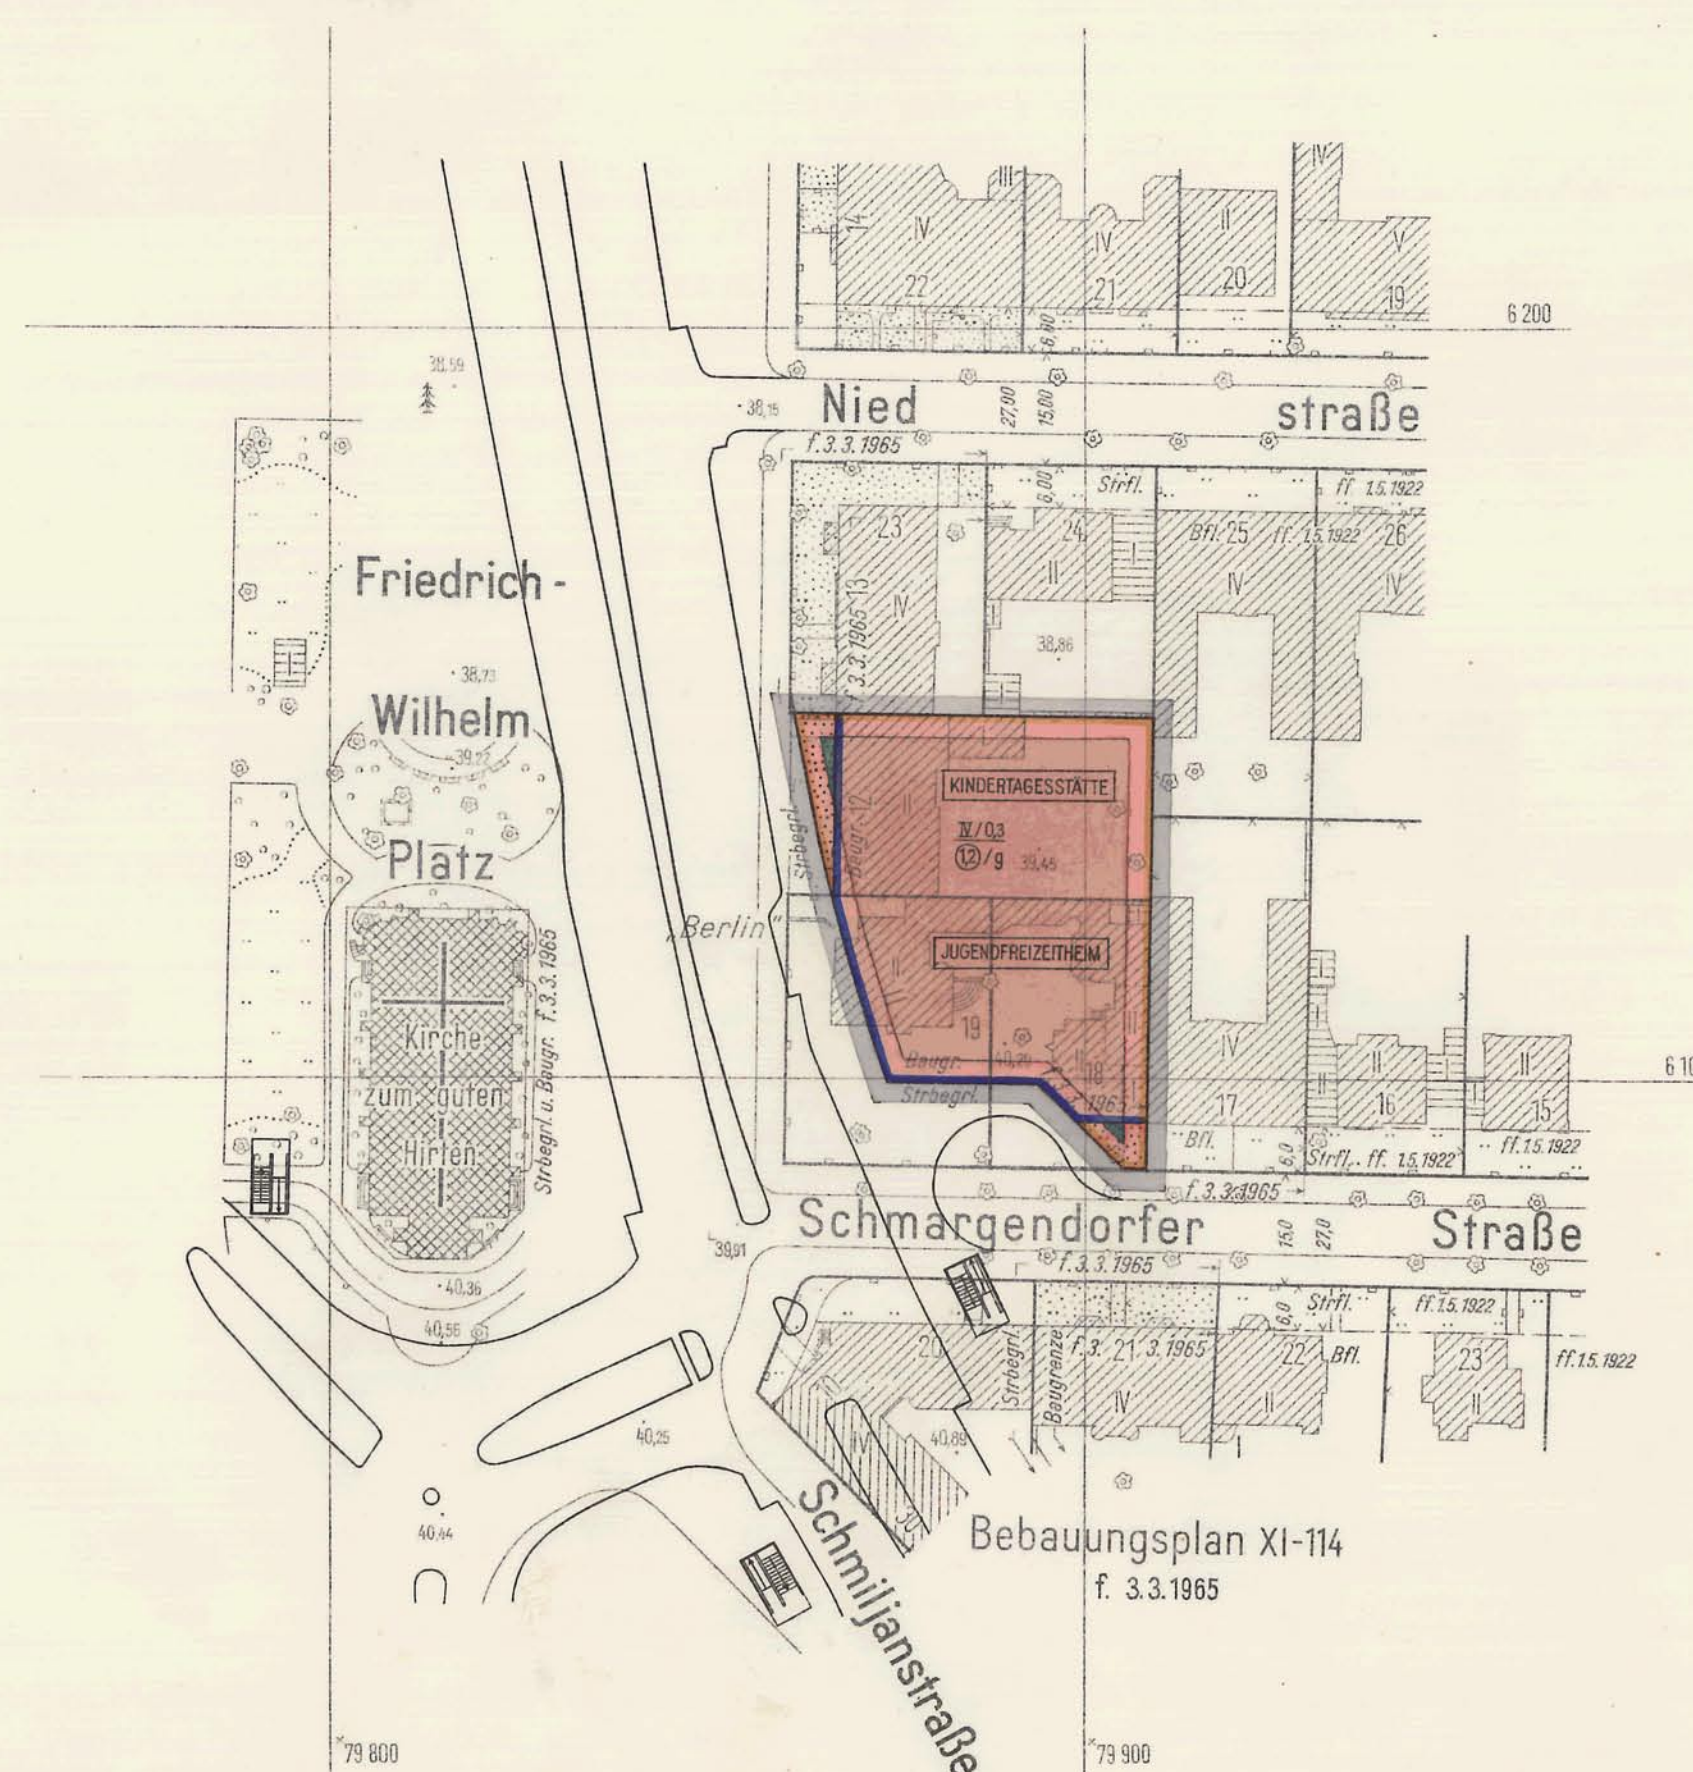 IV
III
14
IV
IV
II
V
22
21
20
19
6 200
6,00
38.59
Nied
straße
38,15
27,00
15,00
f. 3.3.1965
6,00
Strfl.
ff. 1.5.1922
23
24
Bfl. 25
ff. 1.5.1922
26
II
IV
IV
IV
13
f. 3.3.1965
Friedrich -
38,86
38,73
Wilhelm
39,22
KINDERTAGESSTÄTTE
II
Strbegrl.
Baugr.
12
IV/0,3
(1,2)/g
39,45
Platz
„Berlin"
JUGENDFREIZEITHEIM
II
III
19
Strbegrl. u. Baugr. f. 3.3.1965
Kirche
zum guten
Hirten
Baugr.
40,20
II
18
Strbegrl.
1965
IV
II
II
II
17
16
15
6 10
Bfl.
6,0
Strfl. ff. 1.5.1922
ff. 1.5.1922
f. 3.3.1965
Schmargendorfer
Straße
15,0
27,0
39,91
f. 3.3.1965
40,36
40,56
6,0
Strfl.
ff. 1.5.1922
20
Strbegrl.
Baugrenze
f. 3.
21
3.1965
22
Bfl.
23
ff. 1.5.1922
IV
II
II
IV
30
40,25
40,89
40,44
Schmiljanstraße
Bebauungsplan XI-114
f. 3.3.1965
79 800
79 900